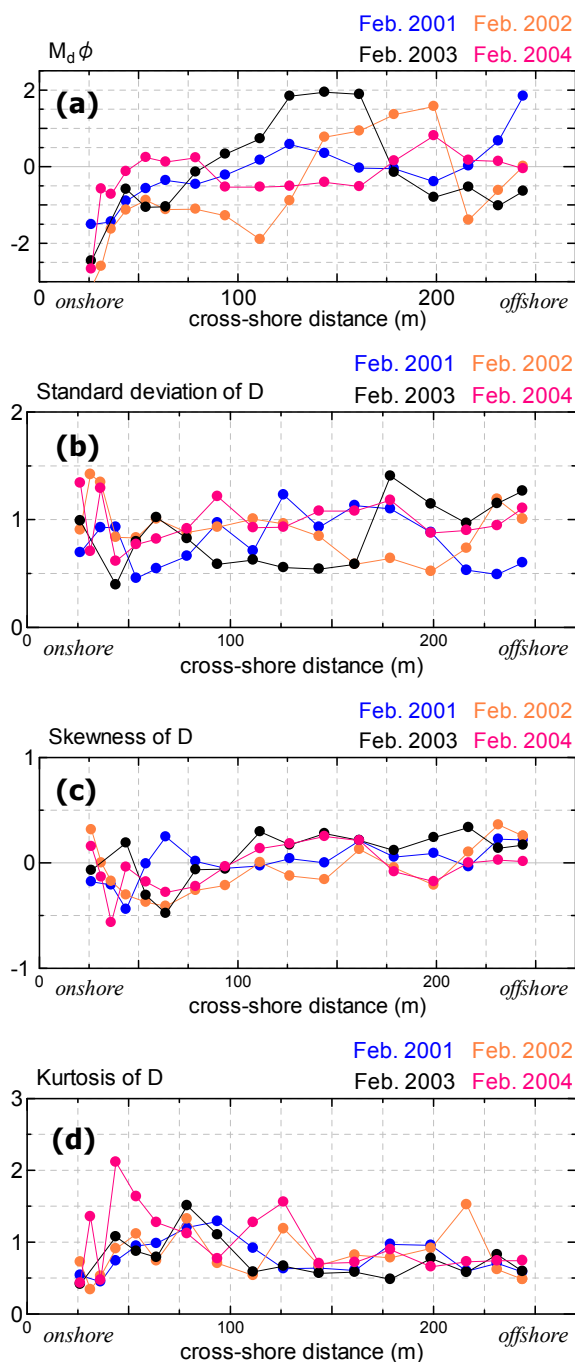 Feb. 2001 Feb. 2002
M_dϕ Feb. 2003 Feb. 2004
(a)
2
0
-2
0 100 200
onshore offshore
cross-shore distance (m)
Feb. 2001 Feb. 2002
Standard deviation of D Feb. 2003 Feb. 2004
(b)
2
1
0
0 100 200
onshore offshore
cross-shore distance (m)
Feb. 2001 Feb. 2002
Skewness of D Feb. 2003 Feb. 2004
(c)
1
0
-1
0 100 200
onshore offshore
cross-shore distance (m)
Feb. 2001 Feb. 2002
Kurtosis of D Feb. 2003 Feb. 2004
(d)
3
2
1
0
0 100 200
onshore offshore
cross-shore distance (m)